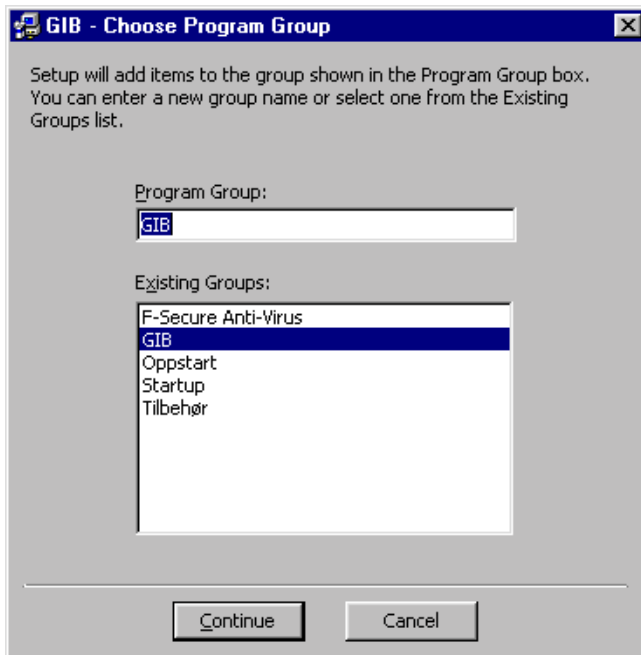 GIB - Choose Program Group
Setup will add items to the group shown in the Program Group box.
You can enter a new group name or select one from the Existing
Groups list.
Program Group:
GIB
Existing Groups:
F-Secure Anti-Virus
GIB
Oppstart
Startup
Tilbehør
Continue
Cancel